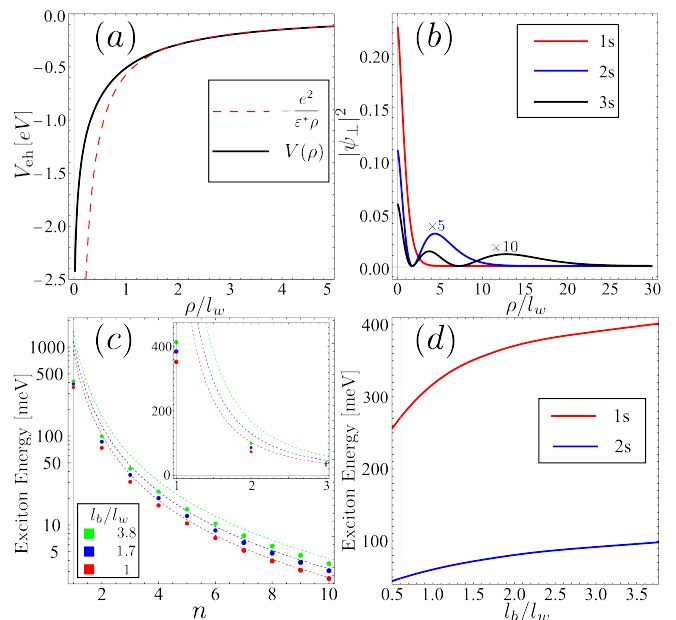 (a)
0.0
-0.5
-1.0
-1.5
-2.0
-2.5
V_eh [eV]
- e²/(ε*ρ)
V(ρ)
0 1 2 3 4 5
ρ/l_w
(b)
0.20
0.15
0.10
0.05
0.00
|ψ_⊥|²
1s
2s
3s
×5
×10
0 5 10 15 20 25 30
ρ/l_w
(c)
1000
500
100
50
10
5
Exciton Energy [meV]
400
200
0
1 2 3
l_b/l_w
3.8
1.7
1
2 4 6 8 10
n
(d)
400
300
200
100
Exciton Energy [meV]
1s
2s
0.5 1.0 1.5 2.0 2.5 3.0 3.5
l_b/l_w